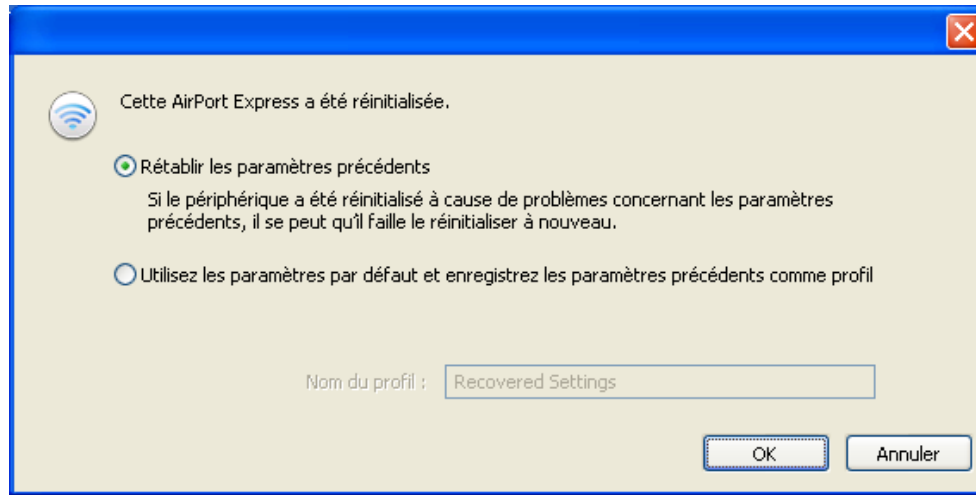 Cette AirPort Express a été réinitialisée.
Rétablir les paramètres précédents
Si le périphérique a été réinitialisé à cause de problèmes concernant les paramètres
précédents, il se peut qu'il faille le réinitialiser à nouveau.
Utilisez les paramètres par défaut et enregistrez les paramètres précédents comme profil
Nom du profil : Recovered Settings
OK Annuler